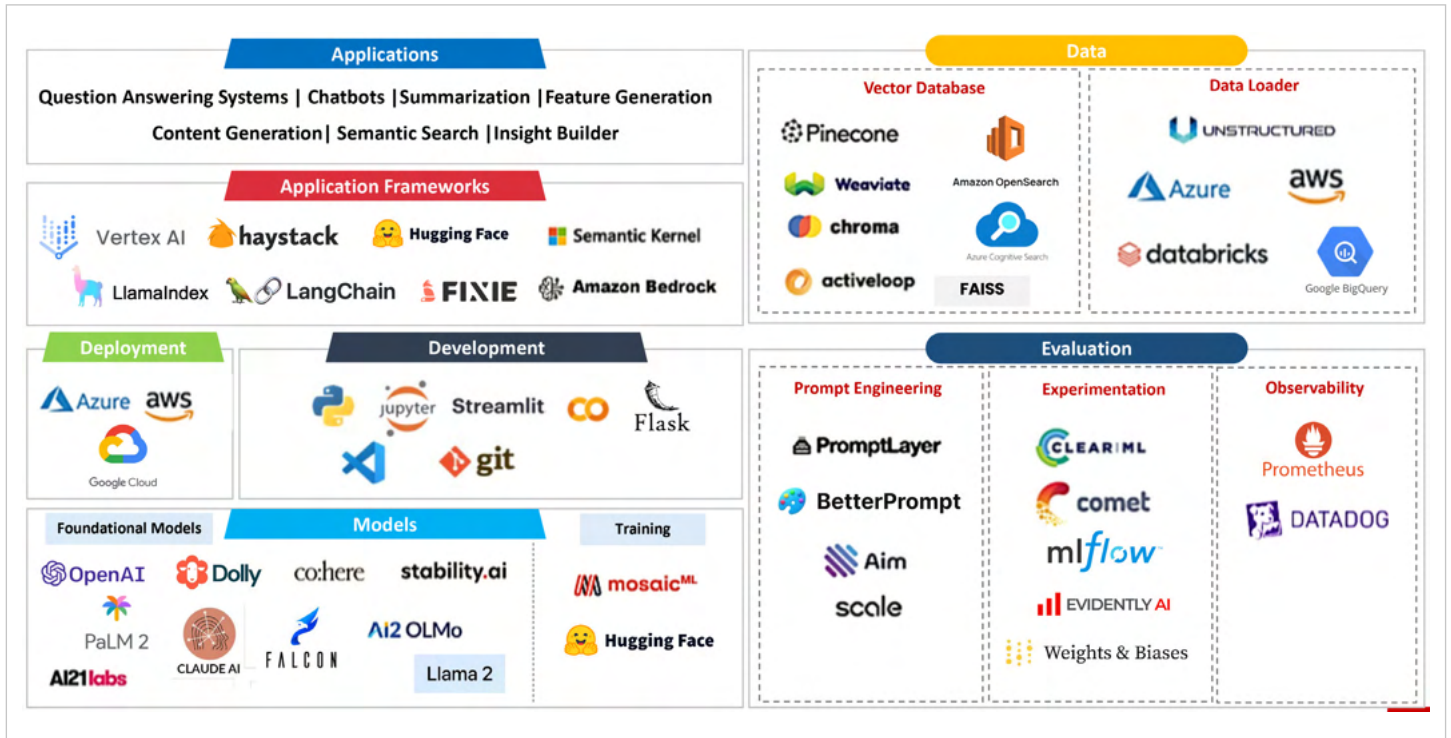 Applications
Question Answering Systems | Chatbots |Summarization |Feature Generation
Content Generation| Semantic Search |Insight Builder
Application Frameworks
Vertex AI
haystack
Hugging Face
Semantic Kernel
LlamaIndex
LangChain
FIXIE
Amazon Bedrock
Deployment
Azure
aws
Google Cloud
Development
jupyter
Streamlit
Flask
git
Models
Foundational Models
OpenAI
Dolly
co:here
stability.ai
PaLM 2
CLAUDE AI
FALCON
Ai2 OLMo
AI21labs
Llama 2
Training
mosaicML
Hugging Face
Data
Vector Database
Pinecone
Weaviate
Amazon OpenSearch
chroma
Azure Cognitive Search
activeloop
FAISS
Data Loader
UNSTRUCTURED
Azure
aws
databricks
Google BigQuery
Evaluation
Prompt Engineering
PromptLayer
BetterPrompt
Aim
scale
Experimentation
CLEAR|ML
comet
mlflow
EVIDENTLY AI
Weights & Biases
Observability
Prometheus
DATADOG